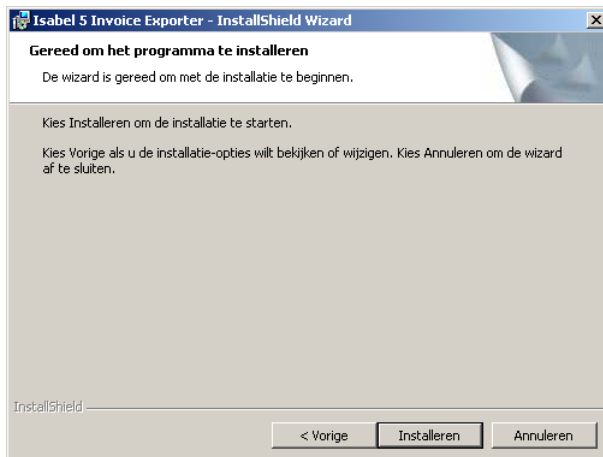 Isabel 5 Invoice Exporter - InstallShield Wizard
Gereed om het programma te installeren
De wizard is gereed om met de installatie te beginnen.
Kies Installeren om de installatie te starten.
Kies Vorige als u de installatie-opties wilt bekijken of wijzigen. Kies Annuleren om de wizard
af te sluiten.
InstallShield
< Vorige Installeren Annuleren